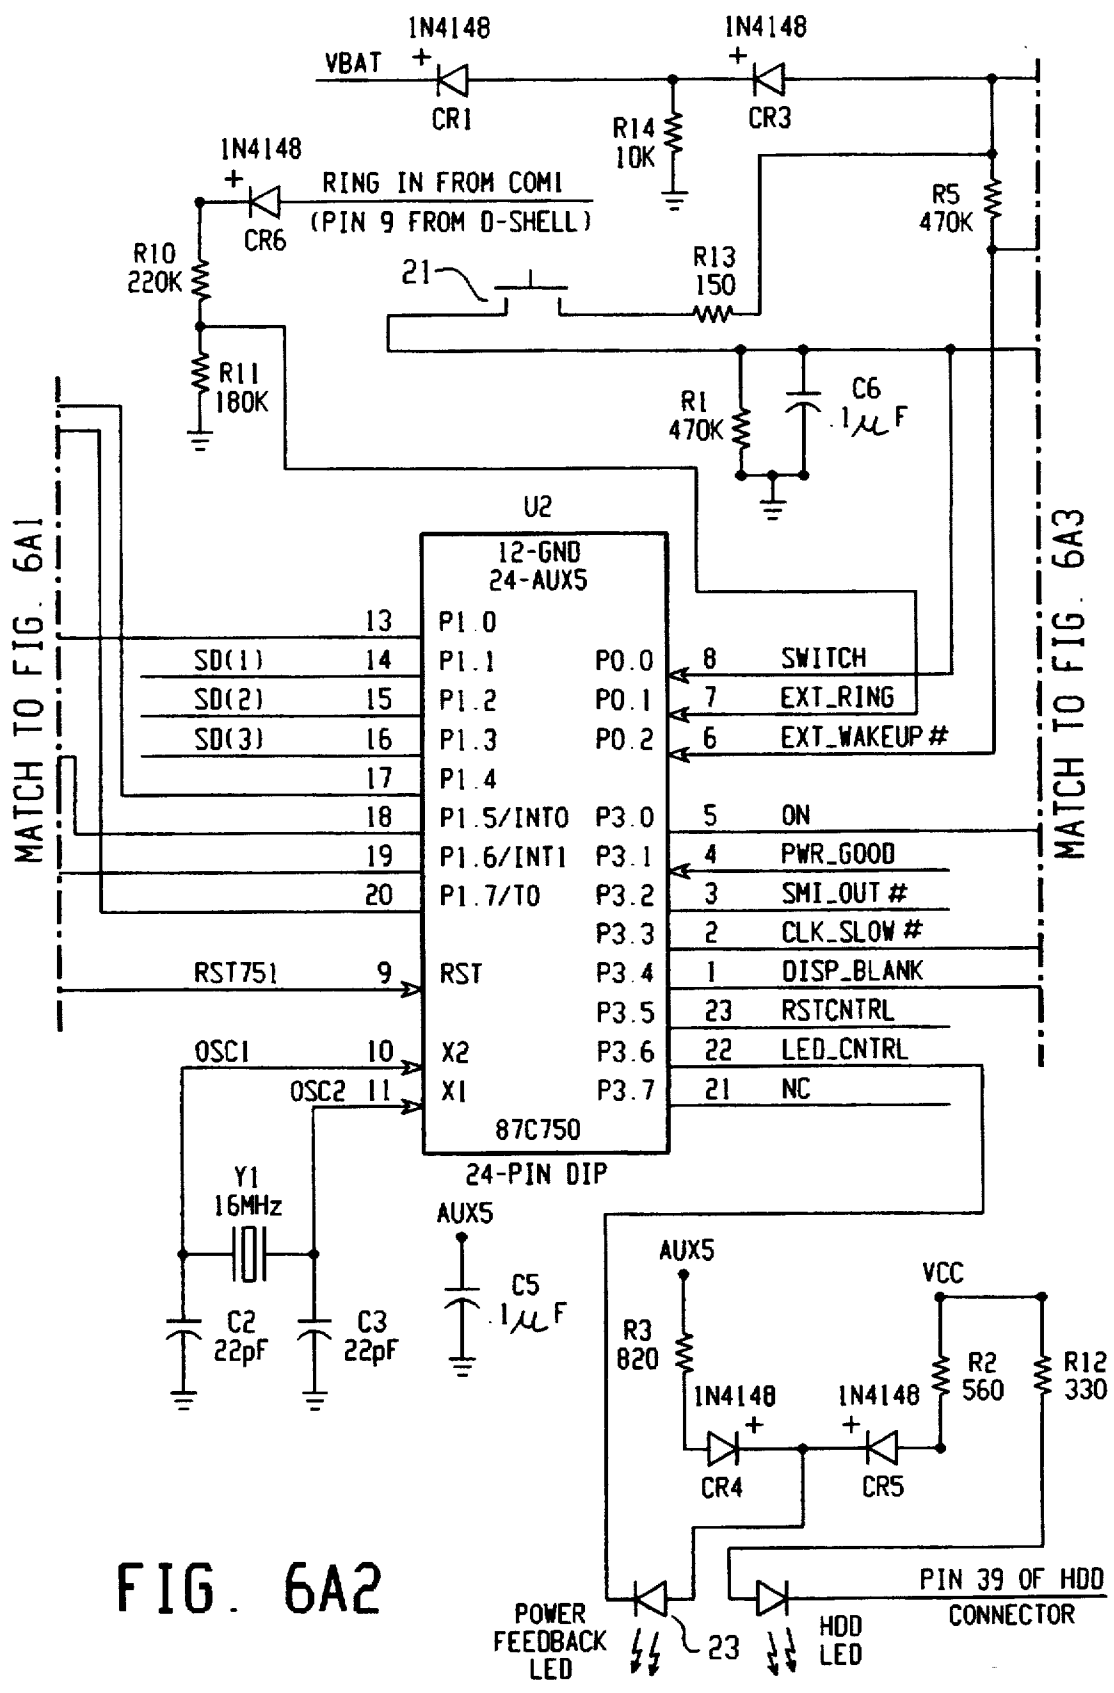 1N4148
1N4148
VBAT
+
+
CR1
CR3
R14
10K
1N4148
+
RING IN FROM COM1
(PIN 9 FROM D-SHELL)
CR6
R5
470K
R10
220K
21
R13
150
R11
180K
R1
470K
C6
.1µF
MATCH TO FIG. 6A1
MATCH TO FIG. 6A3
U2
12-GND
24-AUX5
13 P1.0
SD(1) 14 P1.1
SD(2) 15 P1.2
SD(3) 16 P1.3
17 P1.4
18 P1.5/INT0
19 P1.6/INT1
20 P1.7/T0
RST751 9 RST
OSC1 10 X2
OSC2 11 X1
P0.0 8 SWITCH
P0.1 7 EXT_RING
P0.2 6 EXT_WAKEUP#
P3.0 5 ON
P3.1 4 PWR_GOOD
P3.2 3 SMI_OUT#
P3.3 2 CLK_SLOW#
P3.4 1 DISP_BLANK
P3.5 23 RSTCNTRL
P3.6 22 LED_CNTRL
P3.7 21 NC
87C750
24-PIN DIP
Y1
16MHz
C2
22pF
C3
22pF
AUX5
C5
.1µF
AUX5
R3
820
VCC
R2
560
R12
330
1N4148
+
CR4
1N4148
+
CR5
POWER
FEEDBACK
LED
23
HDD
LED
PIN 39 OF HDD
CONNECTOR
FIG. 6A2